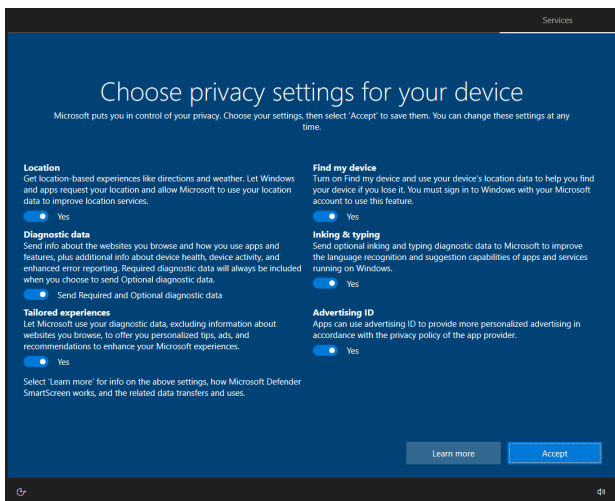 Services
Choose privacy settings for your device
Microsoft puts you in control of your privacy. Choose your settings, then select 'Accept' to save them. You can change these settings at any
time.
Location
Get location-based experiences like directions and weather. Let Windows
and apps request your location and allow Microsoft to use your location
data to improve location services.
Yes
Diagnostic data
Send info about the websites you browse and how you use apps and
features, plus additional info about device health, device activity, and
enhanced error reporting. Required diagnostic data will always be included
when you choose to send Optional diagnostic data.
Send Required and Optional diagnostic data
Tailored experiences
Let Microsoft use your diagnostic data, excluding information about
websites you browse, to offer you personalized tips, ads, and
recommendations to enhance your Microsoft experiences.
Yes
Select 'Learn more' for info on the above settings, how Microsoft Defender
SmartScreen works, and the related data transfers and uses.
Find my device
Turn on Find my device and use your device's location data to help you find
your device if you lose it. You must sign in to Windows with your Microsoft
account to use this feature.
Yes
Inking & typing
Send optional inking and typing diagnostic data to Microsoft to improve
the language recognition and suggestion capabilities of apps and services
running on Windows.
Yes
Advertising ID
Apps can use advertising ID to provide more personalized advertising in
accordance with the privacy policy of the app provider.
Yes
Learn more
Accept